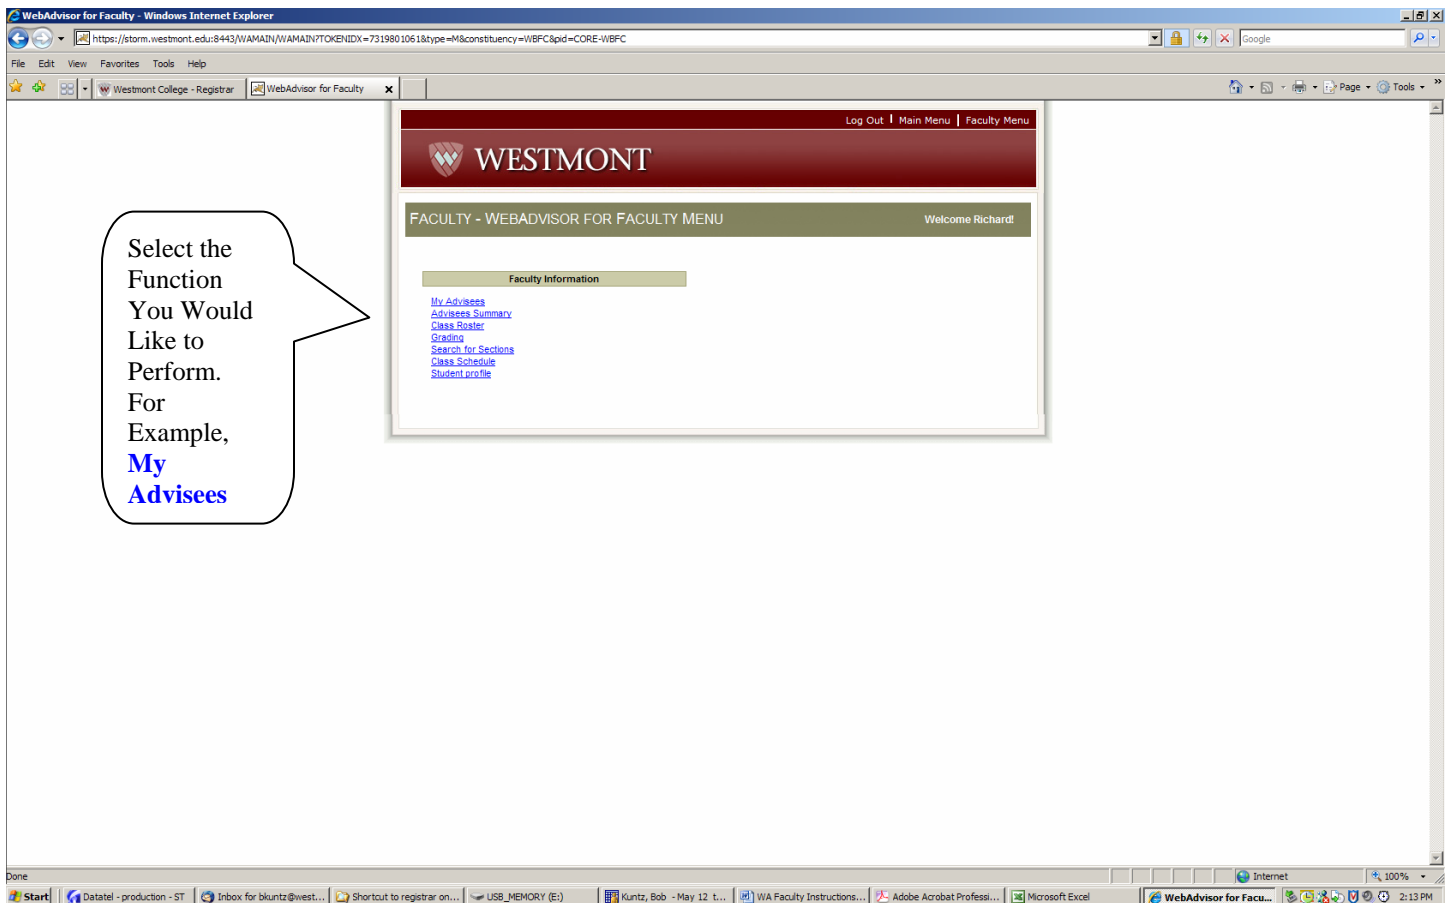 WebAdvisor for Faculty - Windows Internet Explorer
https://storm.westmont.edu:8443/WAMAIN/WAMAIN?TOKENIDX=7319801061&type=M&constituency=WBFC&pid=CORE-WBFC
Google
File Edit View Favorites Tools Help
Westmont College - Registrar
WebAdvisor for Faculty
Page
Tools
Log Out | Main Menu | Faculty Menu
WESTMONT
FACULTY - WEBADVISOR FOR FACULTY MENU
Welcome Richard!
Select the
Function
You Would
Like to
Perform.
For
Example,
My
Advisees
Faculty Information
My Advisees
Advisees Summary
Class Roster
Grading
Search for Sections
Class Schedule
Student profile
Done
Internet
100%
Start
Datatel - production - ST
Inbox for bkuntz@west...
Shortcut to registrar on...
USB_MEMORY (E:)
Kuntz, Bob - May 12 t...
WA Faculty Instructions...
Adobe Acrobat Professi...
Microsoft Excel
WebAdvisor for Facu...
2:13 PM